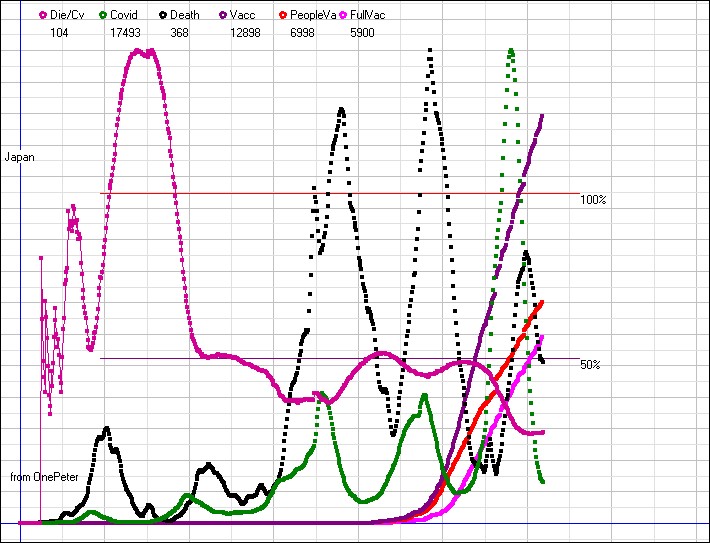 Die/Cv Covid Death Vacc PeopleVa FullVac
104 17493 368 12898 6998 5900
Japan
100%
50%
from OnePeter